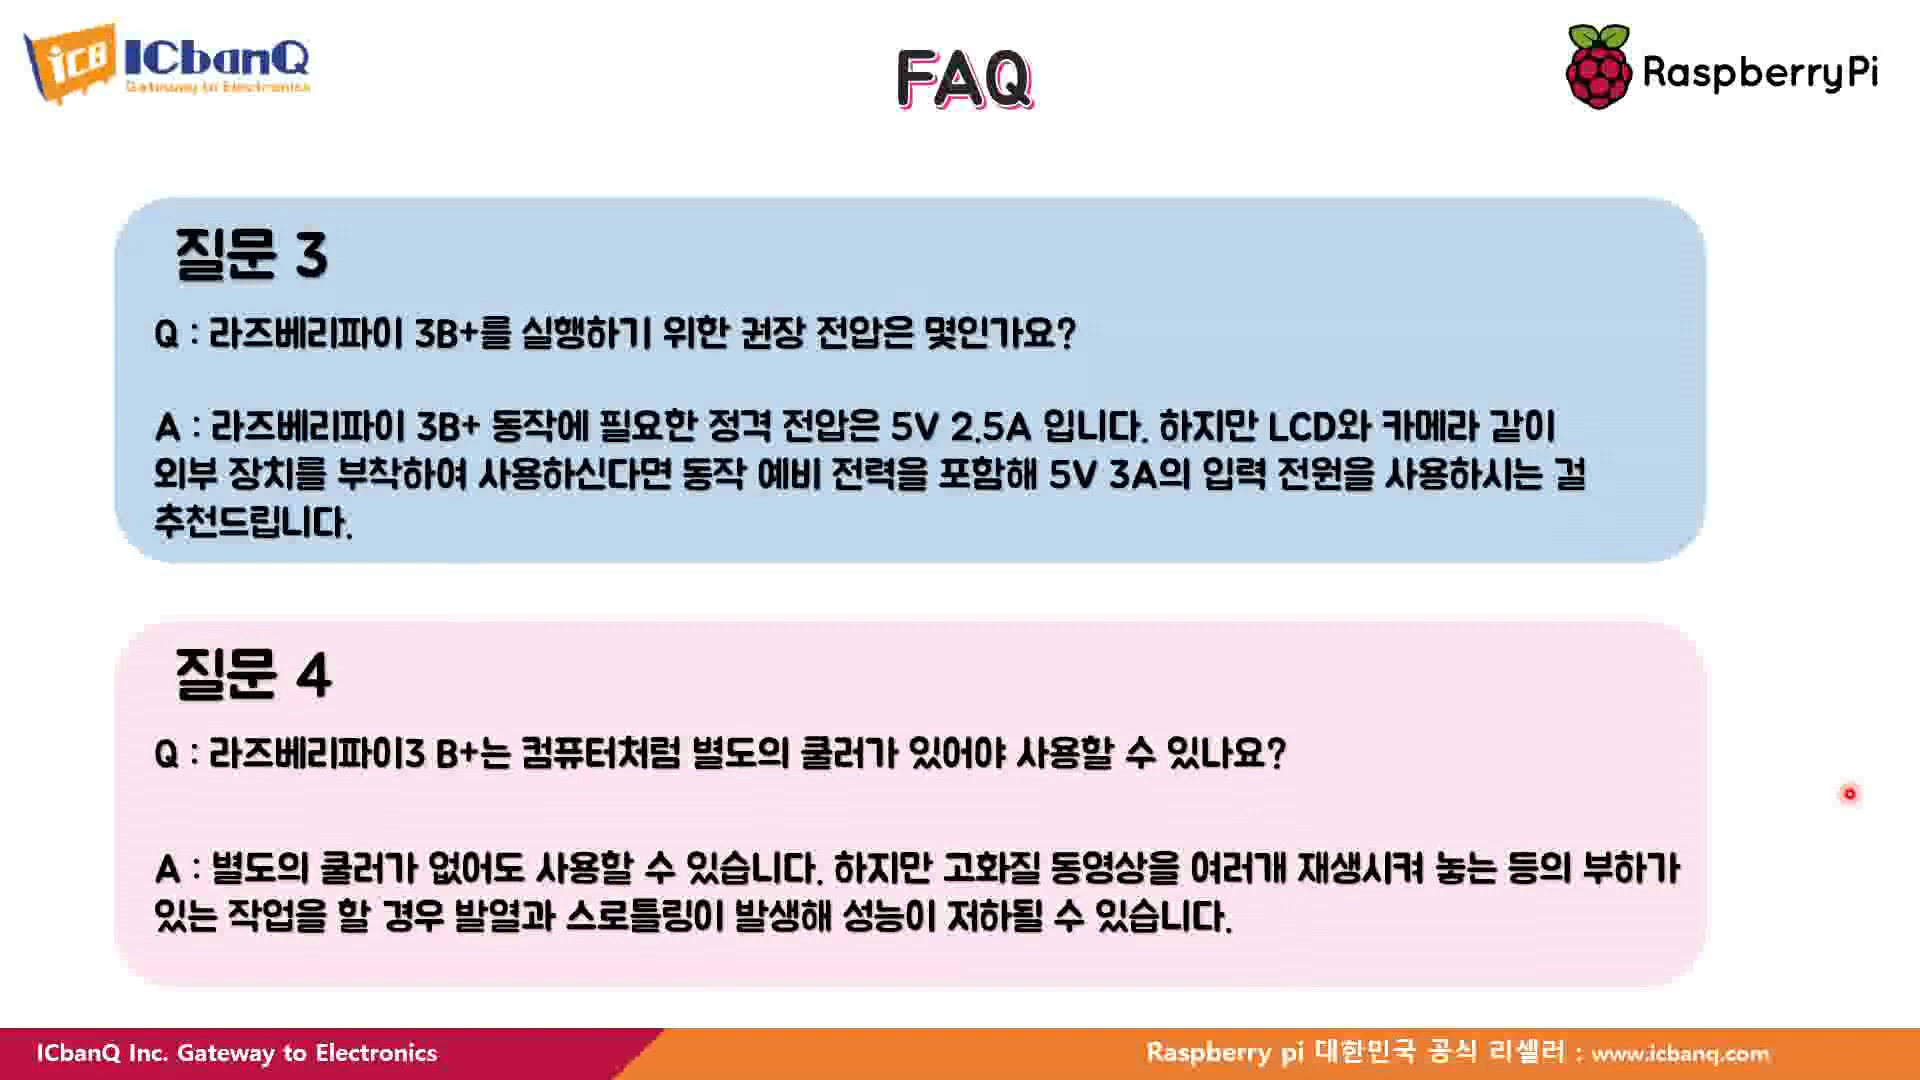 iCB ICbanQ
Gateway to Electronics
FAQ
Raspberry Pi
질문 3
Q : 라즈베리파이 3B+를 실행하기 위한 권장 전압은 몇인가요?
A : 라즈베리파이 3B+ 동작에 필요한 정격 전압은 5V 2.5A 입니다. 하지만 LCD와 카메라 같이
외부 장치를 부착하여 사용하신다면 동작 예비 전력을 포함해 5V 3A의 입력 전원을 사용하시는 걸
추천드립니다.
질문 4
Q : 라즈베리파이3 B+는 컴퓨터처럼 별도의 쿨러가 있어야 사용할 수 있나요?
A : 별도의 쿨러가 없어도 사용할 수 있습니다. 하지만 고화질 동영상을 여러개 재생시켜 놓는 등의 부하가
있는 작업을 할 경우 발열과 스로틀링이 발생해 성능이 저하될 수 있습니다.
ICbanQ Inc. Gateway to Electronics
Raspberry pi 대한민국 공식 리셀러 : www.icbanq.com